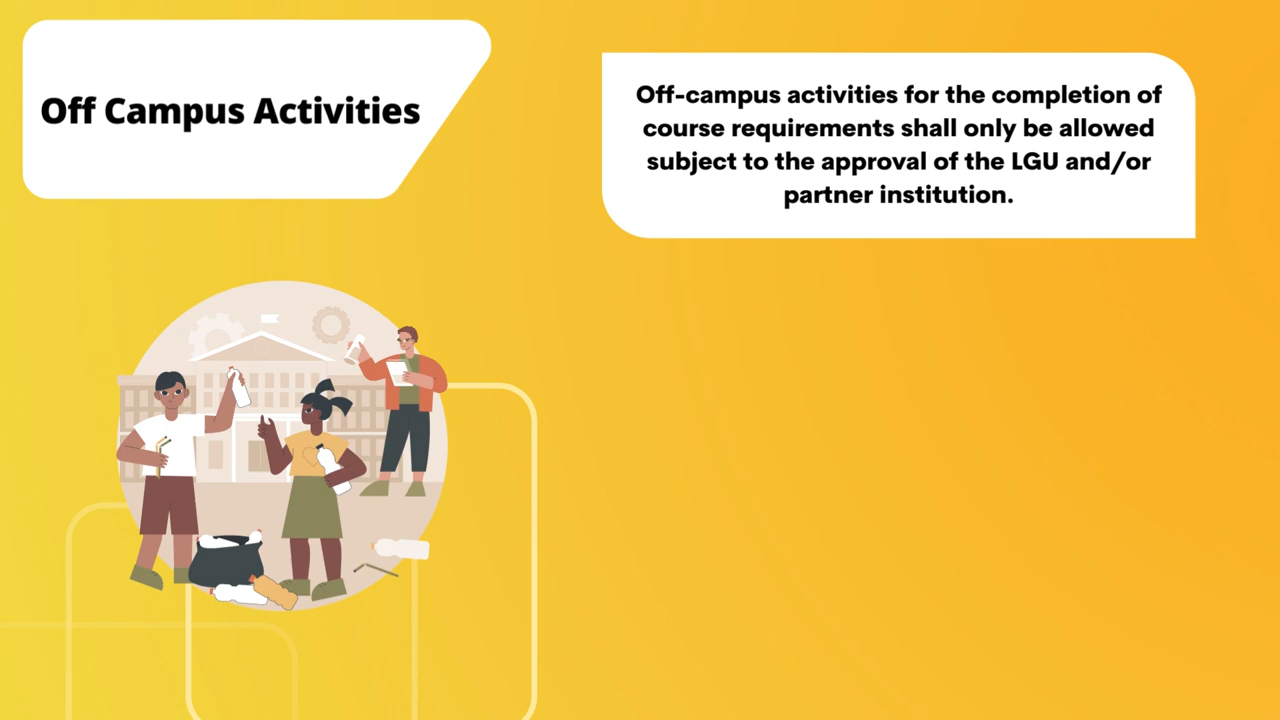 Off Campus Activities
Off-campus activities for the completion of
course requirements shall only be allowed
subject to the approval of the LGU and/or
partner institution.